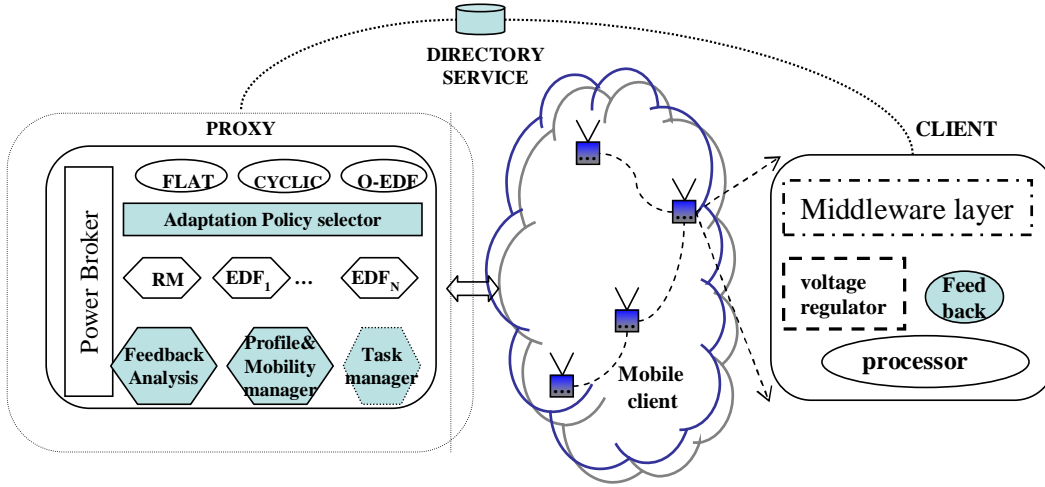 DIRECTORY
SERVICE
PROXY
CLIENT
FLAT
CYCLIC
O-EDF
Adaptation Policy selector
Power Broker
RM
EDF1
...
EDFN
Feedback
Analysis
Profile&
Mobility
manager
Task
manager
Mobile
client
Middleware layer
voltage
regulator
Feed
back
processor